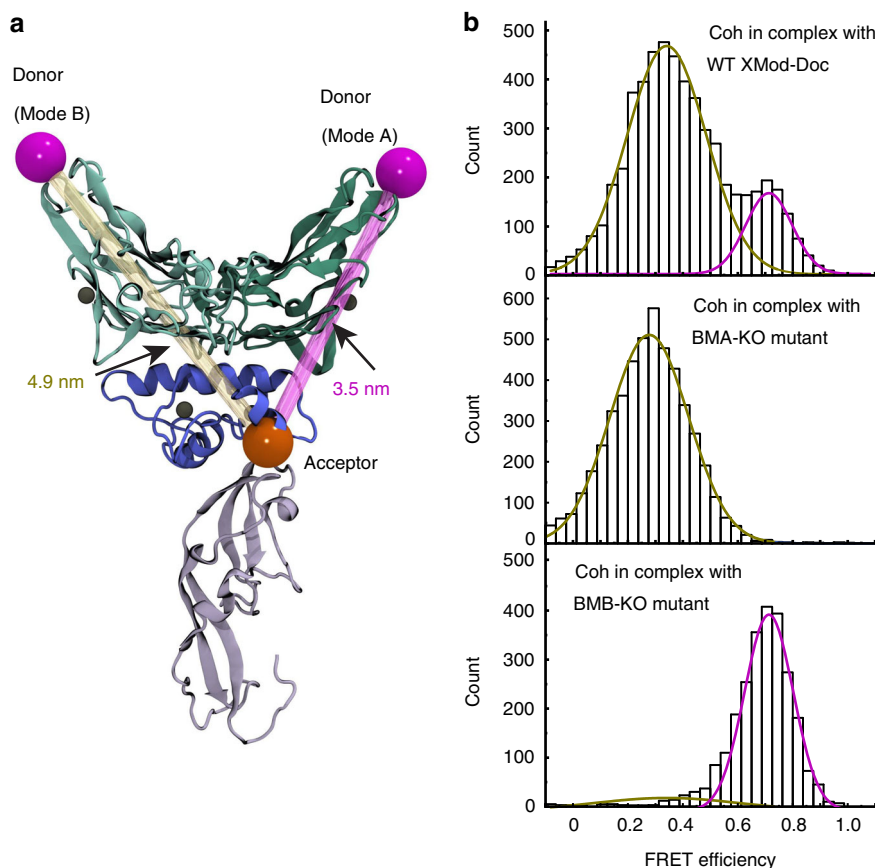 a
Donor
(Mode B)
Donor
(Mode A)
4.9 nm
3.5 nm
Acceptor
b
500
400
300
200
100
0
Count
Coh in complex with
WT XMod-Doc
600
500
400
300
200
100
0
Count
Coh in complex with
BMA-KO mutant
500
400
300
200
100
0
Count
Coh in complex with
BMB-KO mutant
0 0.2 0.4 0.6 0.8 1.0
FRET efficiency